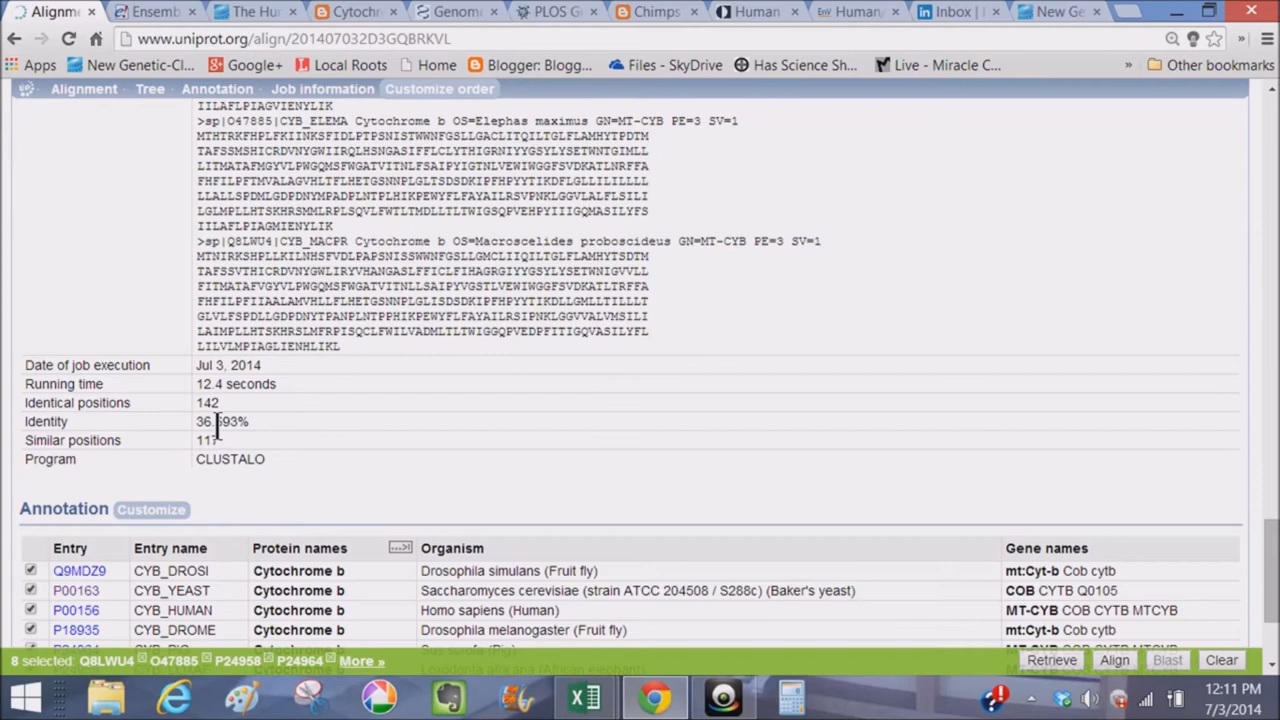 Alignme
Ensemb
The Hu
Cytochr
Genom
PLOS G
Chimps
Human
Human/
Inbox |
New Ge
www.uniprot.org/align/201407032D3GQBRKVL
Apps New Genetic-Cl... Google+ Local Roots Home Blogger: Blogg... Files - SkyDrive Has Science Sh... Live - Miracle C... » Other bookmarks
Alignment · Tree · Annotation · Job information Customize order
IILAFLPIAGVIENYLIK
>sp|O47885|CYB_ELEMA Cytochrome b OS=Elephas maximus GN=MT-CYB PE=3 SV=1
MTHTRKFHPLFKIINKSFIDLPTPSNISTWWNFGSLLGACLITQILTGLFLAMHYTPDTM
TAFSSMSHICRDVNYGWIIRQLHSNGASIFFLCLYTHIGRNIYYGSYLYSETWNTGIMLL
LITMATAFMGYVLPWGQMSFWGATVITNLFSAIPYIGTNLVEWIWGGFSVDKATLNRFFA
FHFILPFTMVALAGVHLTFLHETGSNNPLGLTSDSDKIPFHPYYTIKDFLGLLILILLLL
LLALLSPDMLGDPDNYMPADPLNTPLHIKPEWYFLFAYAILRSVPNKLGGVLALFLSILI
LGLMPLLHTSKHRSMMLRPLSQVLFWTLTMDLLTLTWIGSQPVEHPYIIIGQMASILYFS
IILAFLPIAGMIENYLIK
>sp|Q8LWU4|CYB_MACPR Cytochrome b OS=Macroscelides proboscideus GN=MT-CYB PE=3 SV=1
MTNIRKSHPLLKILNHSFVDLPAPSNISSWWNFGSLLGMCLIIQILTGLFLAMHYTSDTM
TAFSSVTHICRDVNYGWLIRYVHANGASLFFICLFIHAGRGIYYGSYLYSETWNIGVVLL
FITMATAFVGYVLPWGQMSFWGATVITNLLSAIPYVGSTLVEWIWGGFSVDKATLTRFFA
FHFILPFIIAALAMVHLLFLHETGSNNPLGLISDSDKIPFHPYYTIKDLLGMLLTILLLT
GLVLFSPDLLGDPDNYTPANPLNTPPHIKPEWYFLFAYAILRSIPNKLGGVVALVMSILI
LAIMPLLHTSKHRSLMFRPISQCLFWILVADMLTLTWIGGQPVEDPFITIGQVASILYFL
LILVLMPIAGLIENHLIKL
Date of job execution Jul 3, 2014
Running time 12.4 seconds
Identical positions 142
Identity
Similar positions 117
Program CLUSTALO
Annotation Customize
Entry Entry name Protein names Organism Gene names
Q9MDZ9 CYB_DROSI Cytochrome b Drosophila simulans (Fruit fly) mt:Cyt-b Cob cytb
P00163 CYB_YEAST Cytochrome b Saccharomyces cerevisiae (strain ATCC 204508 / S288c) (Baker's yeast) COB CYTB Q0105
P00156 CYB_HUMAN Cytochrome b Homo sapiens (Human) MT-CYB COB CYTB MTCYB
P18935 CYB_DROME Cytochrome b Drosophila melanogaster (Fruit fly) mt:Cyt-b Cob cytb
8 selected: Q8LWU4 O47885 P24958 P24964 More » Retrieve Align Blast Clear
12:11 PM
7/3/2014